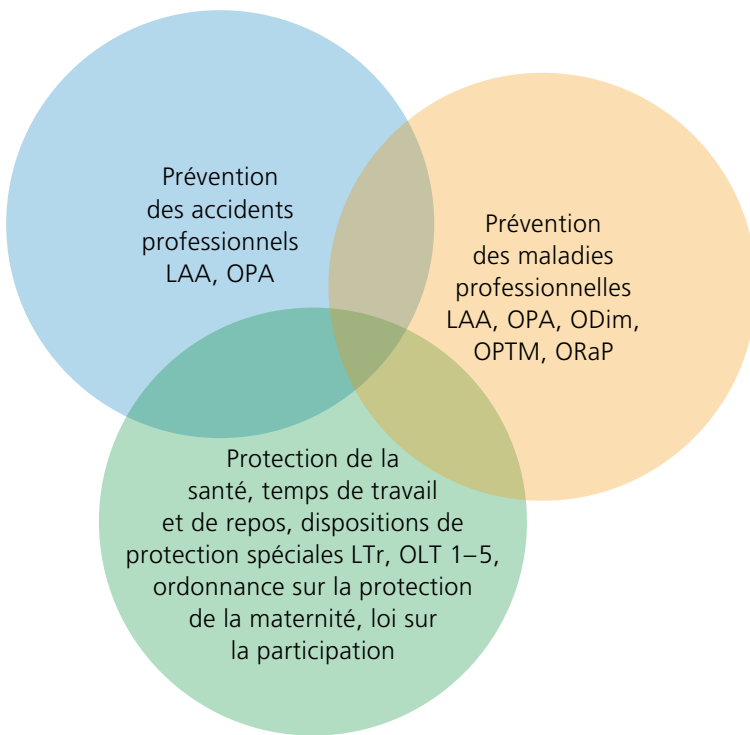 Prévention
des accidents
professionnels
LAA, OPA
Prévention
des maladies
professionnelles
LAA, OPA, ODim,
OPTM, ORaP
Protection de la
santé, temps de travail
et de repos, dispositions de
protection spéciales LTr, OLT 1–5,
ordonnance sur la protection
de la maternité, loi sur
la participation